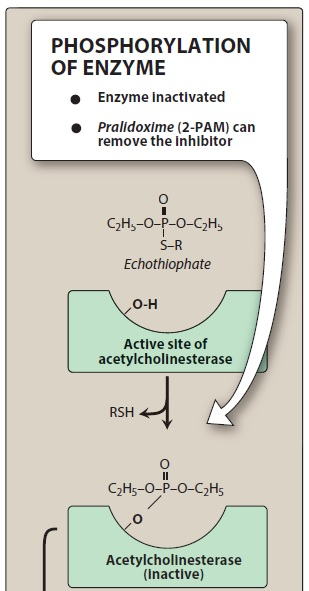 PHOSPHORYLATION
OF ENZYME
● Enzyme inactivated
● Pralidoxime (2-PAM) can
remove the inhibitor
O
C₂H₅–O–P–O–C₂H₅
S–R
Echothiophate
O-H
Active site of
acetylcholinesterase
RSH
O
C₂H₅–O–P–O–C₂H₅
O
Acetylcholinesterase
(inactive)